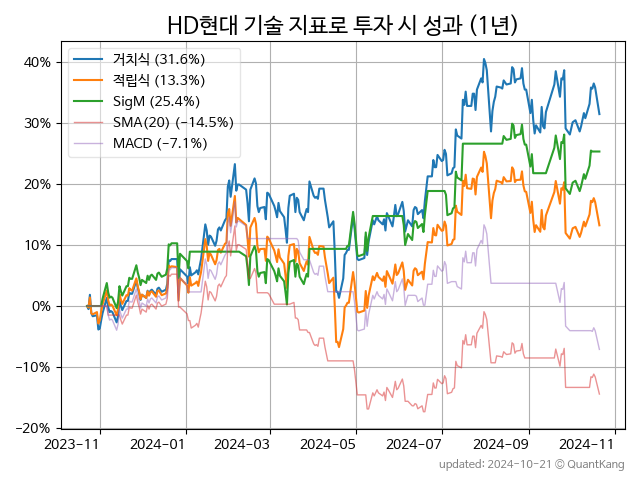 HD현대 기술 지표로 투자 시 성과 (1년)
거치식 (31.6%)
적립식 (13.3%)
SigM (25.4%)
SMA(20) (−14.5%)
MACD (−7.1%)
40%
30%
20%
10%
0%
−10%
−20%
2023-11 2024-01 2024-03 2024-05 2024-07 2024-09 2024-11
updated: 2024-10-21 © QuantKang